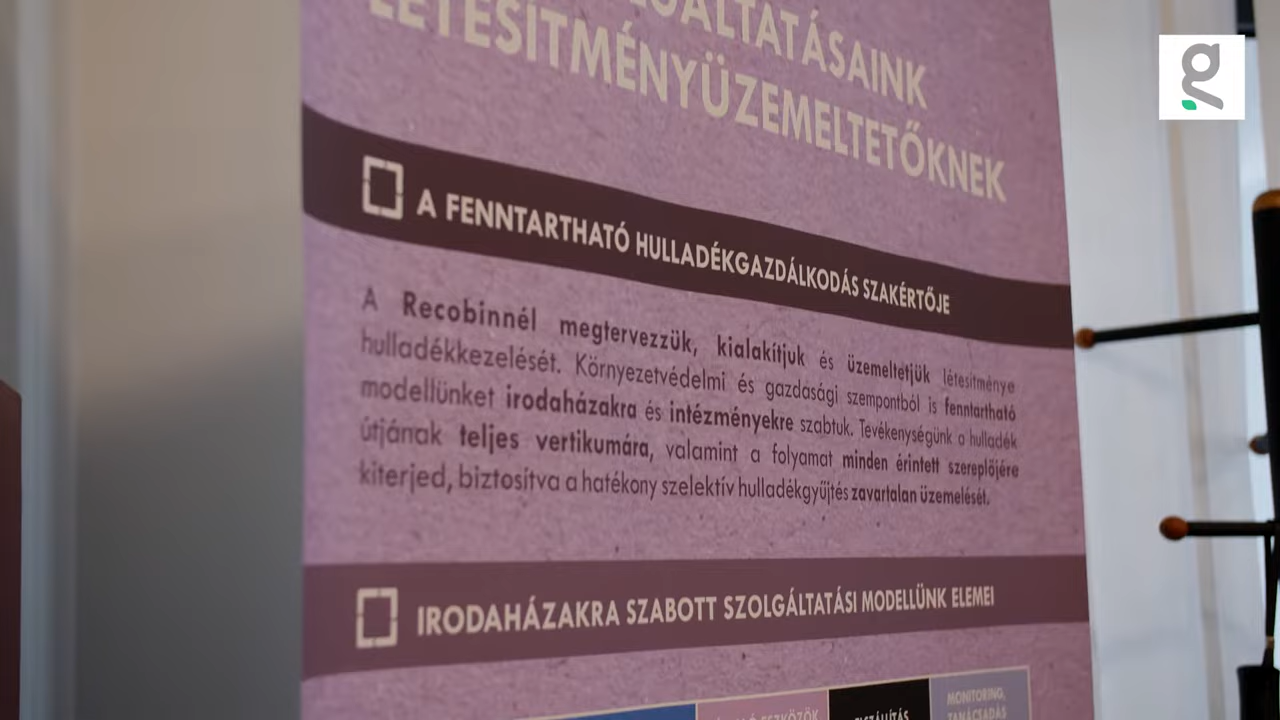 LÉTESÍTMÉNYÜZEMELTETŐKNEK
A FENNTARTHATÓ HULLADÉKGAZDÁLKODÁS SZAKÉRTŐJE
A Recobinnél megtervezzük, kialakítjuk és üzemeltetjük létesítménye
hulladékkezelését. Környezetvédelmi és gazdasági szempontból is fenntartható
modellünket irodaházakra és intézményekre szabtuk. Tevékenységünk a hulladék
útjának teljes vertikumára, valamint a folyamat minden érintett szereplőjére
kiterjed, biztosítva a hatékony szelektív hulladékgyűjtés zavartalan üzemelését.
IRODAHÁZAKRA SZABOTT SZOLGÁLTATÁSI MODELLÜNK ELEMEI
MONITORING,
TANÁCSADÁS